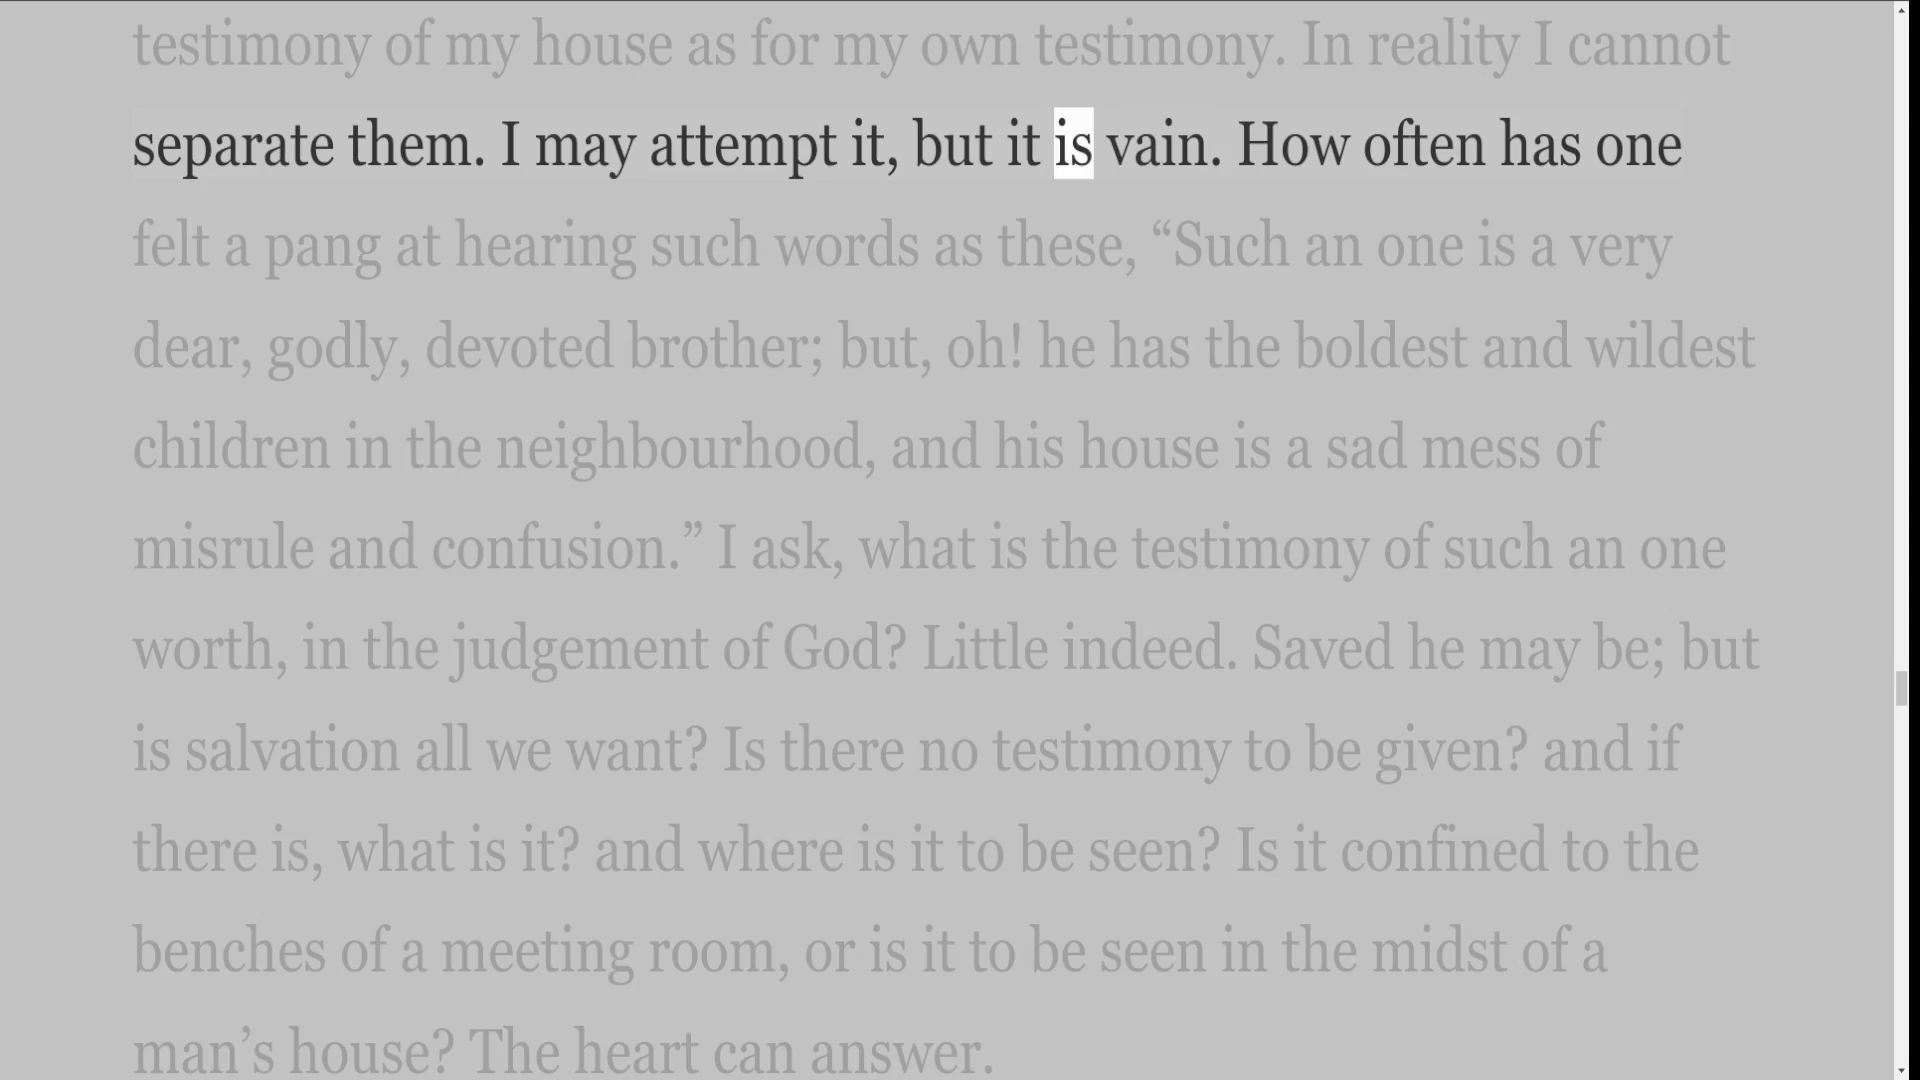 testimony of my house as for my own testimony. In reality I cannot
separate them. I may attempt it, but it is vain. How often has one
felt a pang at hearing such words as these, “Such an one is a very
dear, godly, devoted brother; but, oh! he has the boldest and wildest
children in the neighbourhood, and his house is a sad mess of
misrule and confusion.” I ask, what is the testimony of such an one
worth, in the judgement of God? Little indeed. Saved he may be; but
is salvation all we want? Is there no testimony to be given? and if
there is, what is it? and where is it to be seen? Is it confined to the
benches of a meeting room, or is it to be seen in the midst of a
man’s house? The heart can answer.